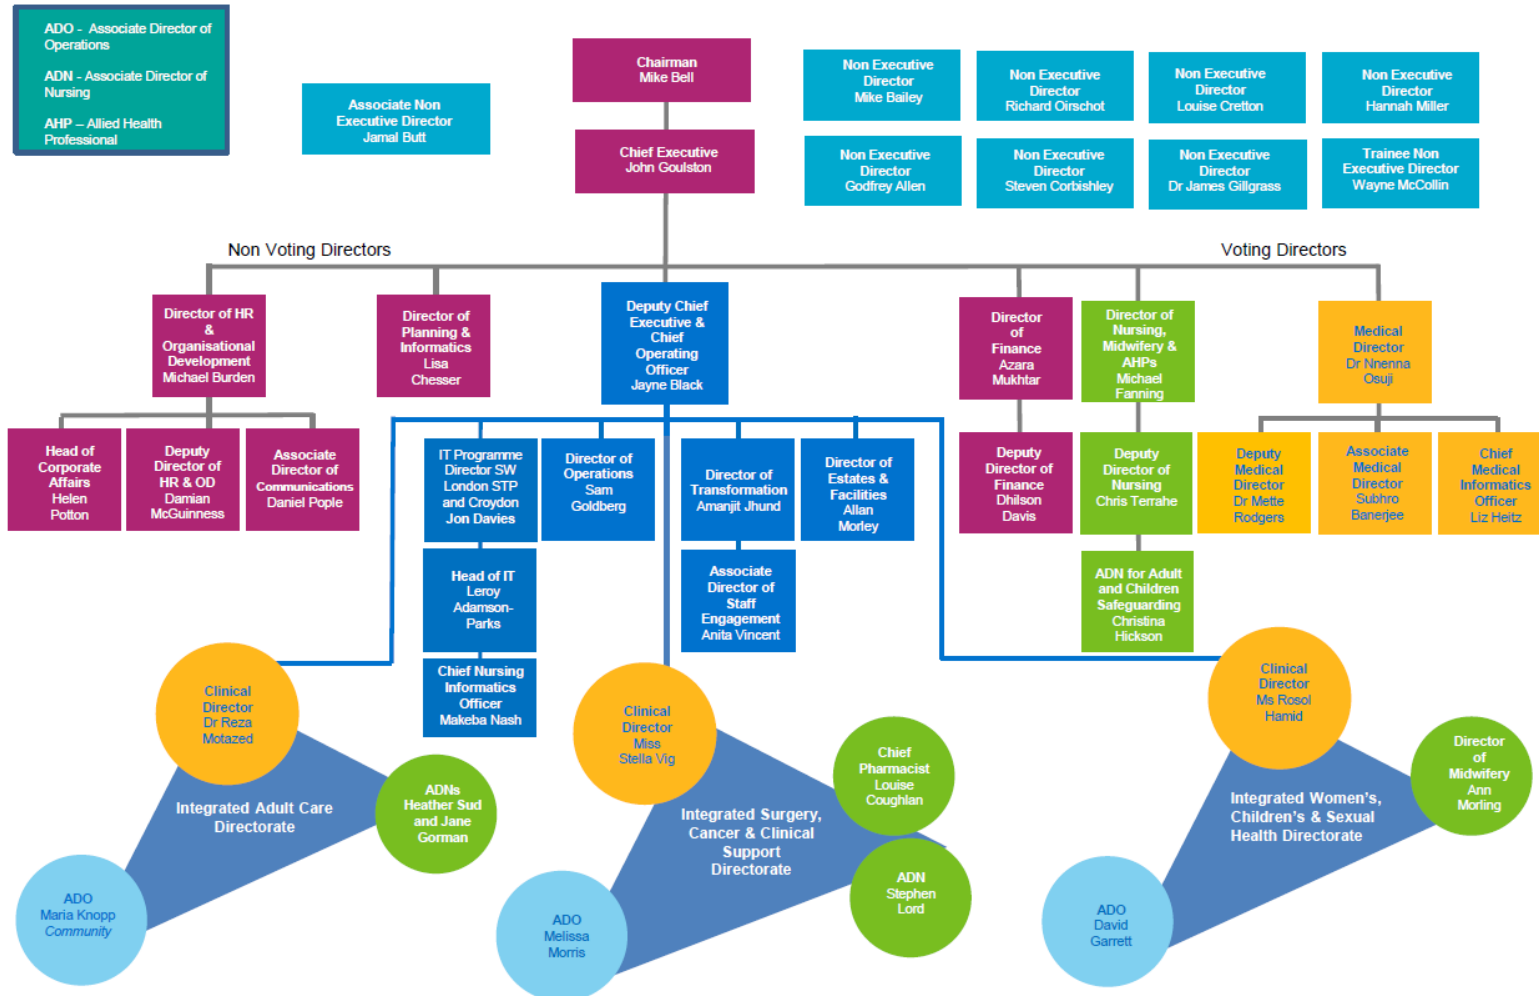 ADO - Associate Director of
Operations
ADN - Associate Director of
Nursing
AHP – Allied Health
Professional
Associate Non
Executive Director
Jamal Butt
Chairman
Mike Bell
Chief Executive
John Goulston
Non Executive
Director
Mike Bailey
Non Executive
Director
Richard Oirschot
Non Executive
Director
Louise Cretton
Non Executive
Director
Hannah Miller
Non Executive
Director
Godfrey Allen
Non Executive
Director
Steven Corbishley
Non Executive
Director
Dr James Gillgrass
Trainee Non
Executive Director
Wayne McCollin
Non Voting Directors
Voting Directors
Director of HR
&
Organisational
Development
Michael Burden
Director of
Planning &
Informatics
Lisa
Chesser
Deputy Chief
Executive &
Chief
Operating
Officer
Jayne Black
Director
of
Finance
Azara
Mukhtar
Director of
Nursing,
Midwifery &
AHPs
Michael
Fanning
Medical
Director
Dr Nnenna
Osuji
Head of
Corporate
Affairs
Helen
Potton
Deputy
Director of
HR & OD
Damian
McGuinness
Associate
Director of
Communications
Daniel Pople
IT Programme
Director SW
London STP
and Croydon
Jon Davies
Director of
Operations
Sam
Goldberg
Director of
Transformation
Amanjit Jhund
Director of
Estates &
Facilities
Allan
Morley
Deputy
Director of
Finance
Dhilson
Davis
Deputy
Director of
Nursing
Chris Terrahe
Deputy
Medical
Director
Dr Mette
Rodgers
Associate
Medical
Director
Subhro
Banerjee
Chief
Medical
Informatics
Officer
Liz Heitz
Head of IT
Leroy
Adamson-
Parks
Associate
Director of
Staff
Engagement
Anita Vincent
ADN for Adult
and Children
Safeguarding
Christina
Hickson
Chief Nursing
Informatics
Officer
Makeba Nash
Clinical
Director
Dr Reza
Motazed
Integrated Adult Care
Directorate
ADNs
Heather Sud
and Jane
Gorman
ADO
Maria Knopp
Community
Clinical
Director
Miss
Stella Vig
Chief
Pharmacist
Louise
Coughlan
Integrated Surgery,
Cancer & Clinical
Support
Directorate
ADN
Stephen
Lord
ADO
Melissa
Morris
Clinical
Director
Ms Rosol
Hamid
Director
of
Midwifery
Ann
Morling
Integrated Women's,
Children's & Sexual
Health Directorate
ADO
David
Garrett